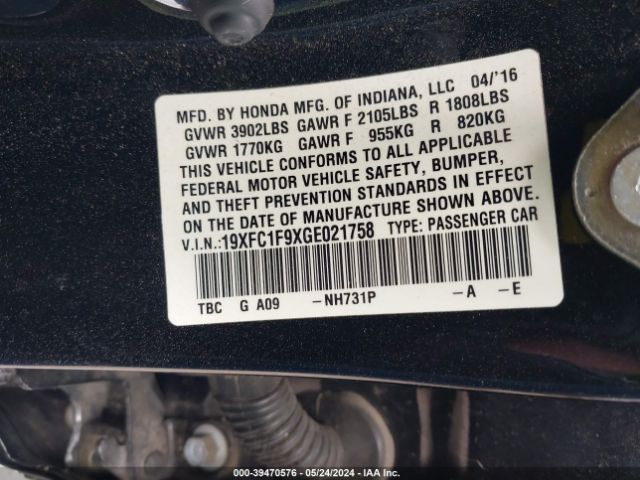 MFD. BY HONDA MFG. OF INDIANA, LLC 04/'16
GVWR 3902LBS GAWR F 2105LBS R 1808LBS
GVWR 1770KG GAWR F 955KG R 820KG
THIS VEHICLE CONFORMS TO ALL APPLICABLE
FEDERAL MOTOR VEHICLE SAFETY, BUMPER,
AND THEFT PREVENTION STANDARDS IN EFFECT
ON THE DATE OF MANUFACTURE SHOWN ABOVE.
V.I.N.:19XFC1F9XGE021758 TYPE: PASSENGER CAR
TBC G A09 -NH731P -A -E
000-39470576 - 05/24/2024 - IAA Inc.